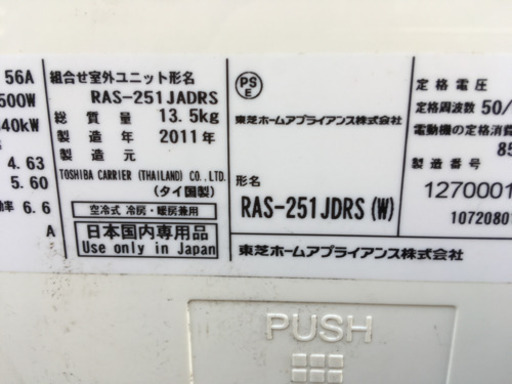 56A
500W
40kW
4.63
5.60
率 6.6
A
組合せ室外ユニット形名
RAS-251JADRS
総質量 13.5kg
製造年 2011年
製造元
TOSHIBA CARRIER (THAILAND) CO.,LTD.
(タイ国製)
空冷式 冷房・暖房兼用
日本国内専用品
Use only in Japan
PS
E
東芝ホームアプライアンス株式会社
形名
RAS-251JDRS(W)
東芝ホームアプライアンス株式会社
定格電圧
定格周波数 50/
電動機の定格消費
85
製造番号
1270001
1072080
PUSH